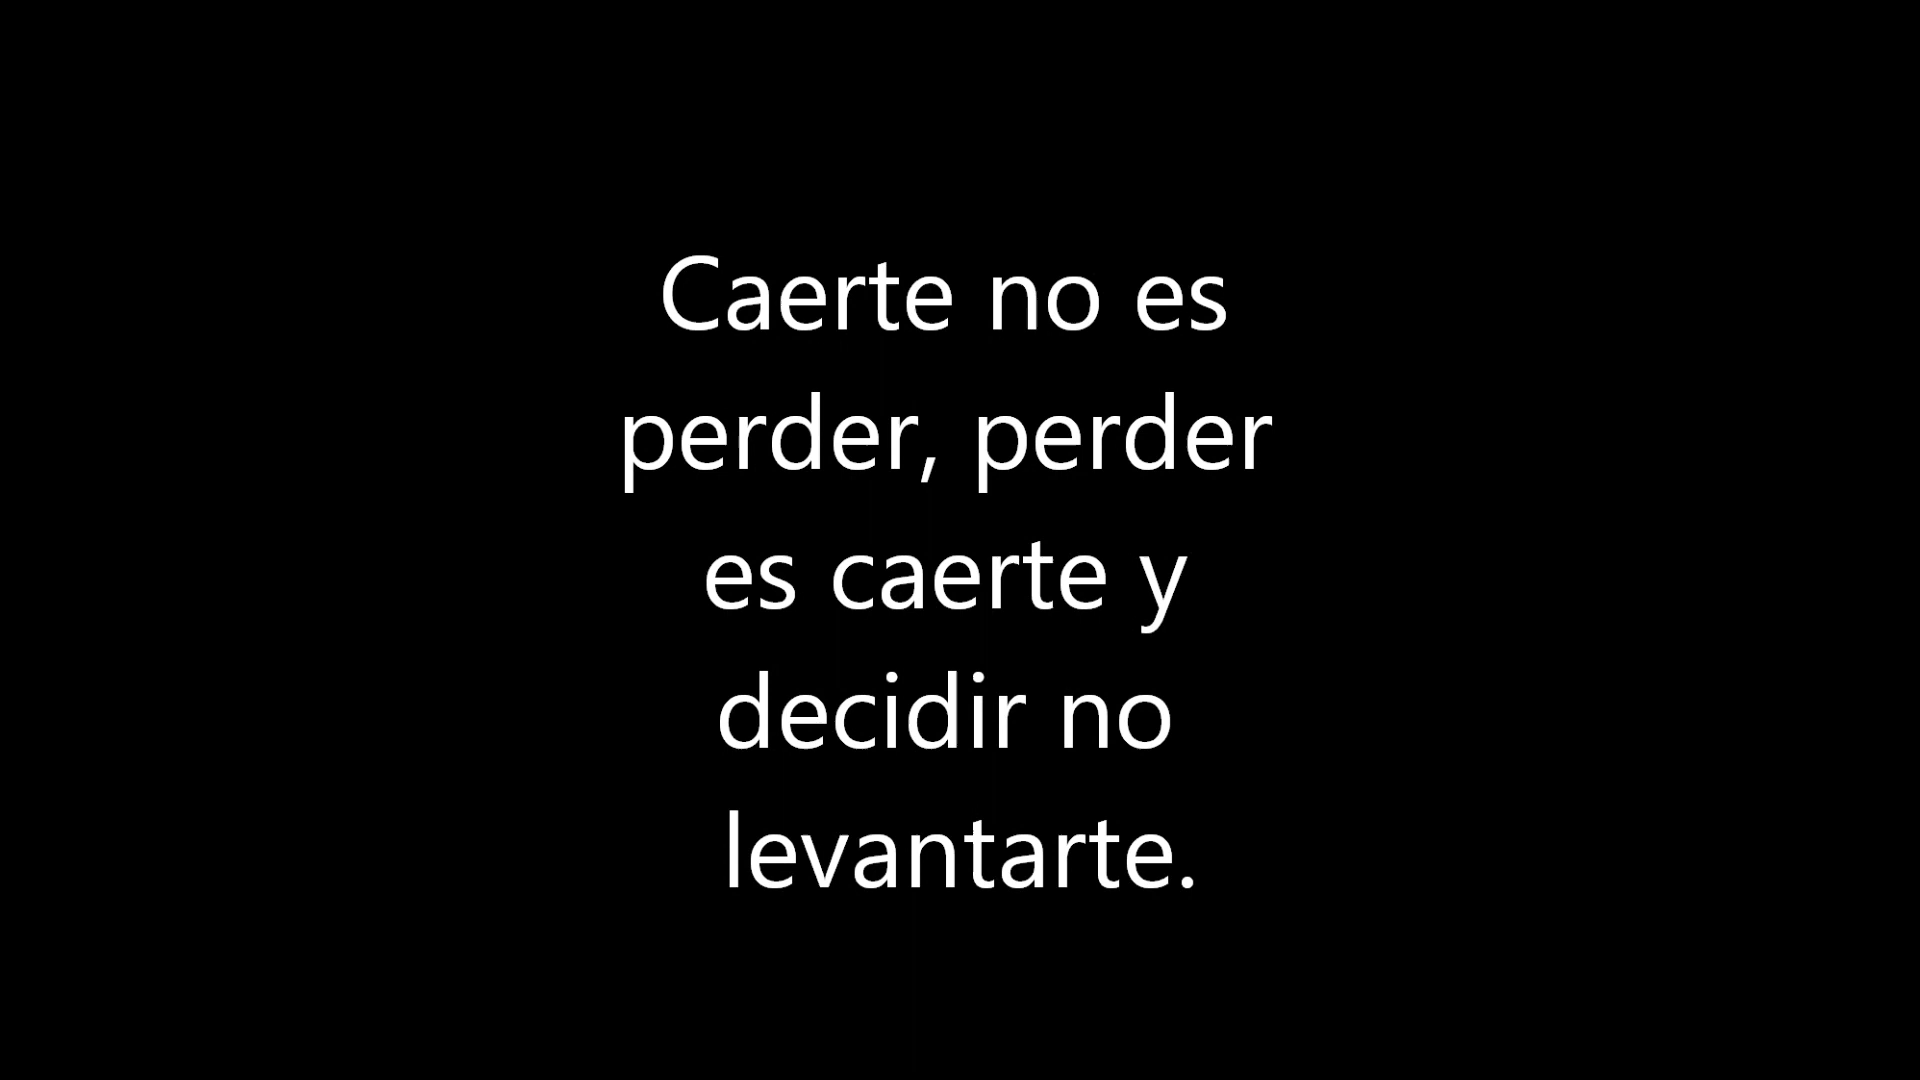 Caerte no es
perder, perder
es caerte y
decidir no
levantarte.